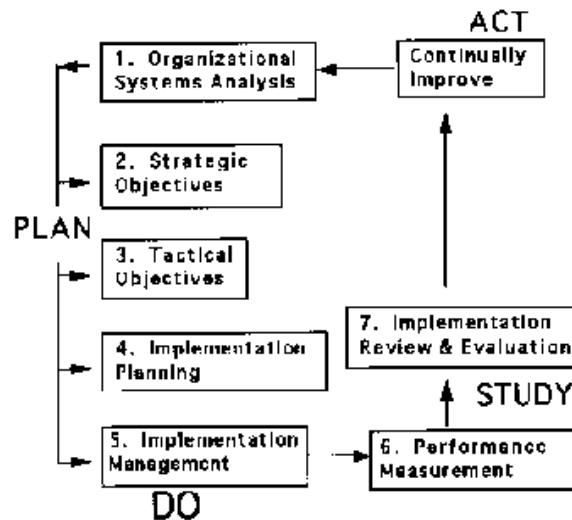 ACT
1. Organizational
Systems Analysis
Continually
Improve
2. Strategic
Objectives
PLAN
3. Tactical
Objectives
4. Implementation
Planning
7. Implementation
Review & Evaluation
STUDY
5. Implementation
Management
6. Performance
Measurement
DO